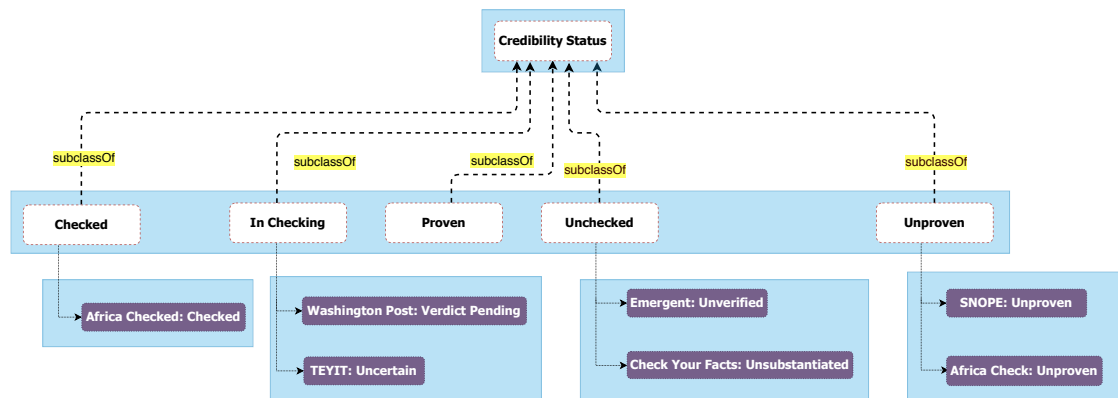 Credibility Status
subclassOf
subclassOf
subclassOf
subclassOf
subclassOf
Checked
In Checking
Proven
Unchecked
Unproven
Africa Checked: Checked
Washington Post: Verdict Pending
Emergent: Unverified
SNOPE: Unproven
TEYIT: Uncertain
Check Your Facts: Unsubstantiated
Africa Check: Unproven